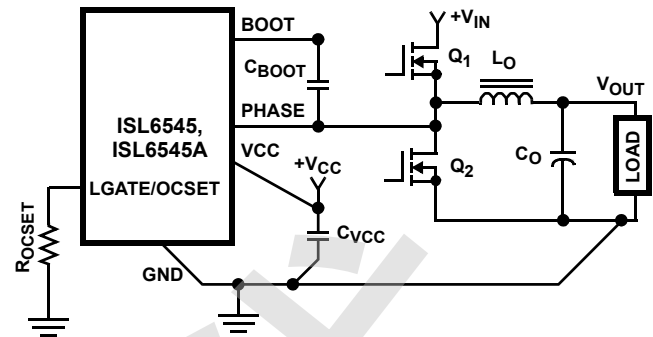 +VIN
BOOT
Q1
LO
CBOOT
VOUT
PHASE
ISL6545,
ISL6545A
VCC
+VCC
Q2
CO
LOAD
LGATE/OCSET
CVCC
ROCSET
GND